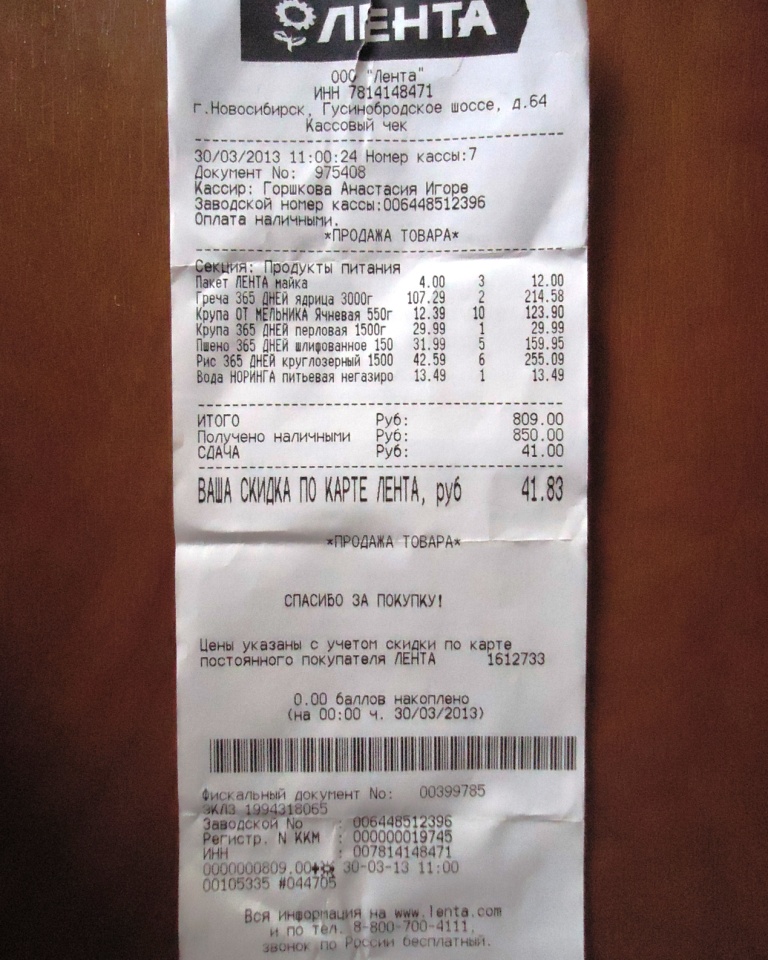 ЛЕНТА
ООО "Лента"
ИНН 7814148471
г.Новосибирск, Гусинобродское шоссе, д.64
Кассовый чек
30/03/2013 11:00:24 Номер кассы:7
Документ No: 975408
Кассир: Горшкова Анастасия Игоре
Заводской номер кассы:006448512396
Оплата наличными.
*ПРОДАЖА ТОВАРА*
Секция: Продукты питания
Пакет ЛЕНТА майка 4.00 3 12.00
Греча 365 ДНЕЙ ядрица 3000г 107.29 2 214.58
Крупа ОТ МЕЛЬНИКА Ячневая 550г 12.39 10 123.90
Крупа 365 ДНЕЙ перловая 1500г 29.99 1 29.99
Пшено 365 ДНЕЙ шлифованное 150 31.99 5 159.95
Рис 365 ДНЕЙ круглозерный 1500 42.59 6 255.09
Вода НОРИНГА питьевая негазиро 13.49 1 13.49
ИТОГО Руб: 809.00
Получено наличными Руб: 850.00
СДАЧА Руб: 41.00
ВАША СКИДКА ПО КАРТЕ ЛЕНТА, руб 41.83
*ПРОДАЖА ТОВАРА*
СПАСИБО ЗА ПОКУПКУ!
Цены указаны с учетом скидки по карте
постоянного покупателя ЛЕНТА 1612733
0.00 баллов накоплено
(на 00:00 ч. 30/03/2013)
Фискальный документ No: 00399785
ЭКЛЗ 1994318065
Заводской No : 006448512396
Регистр. N ККМ : 000000019745
ИНН : 007814148471
0000000809.00 30-03-13 11:00
00105335 #044705
Вся информация на www.lenta.com
и по тел. 8-800-700-4111,
звонок по России бесплатный.